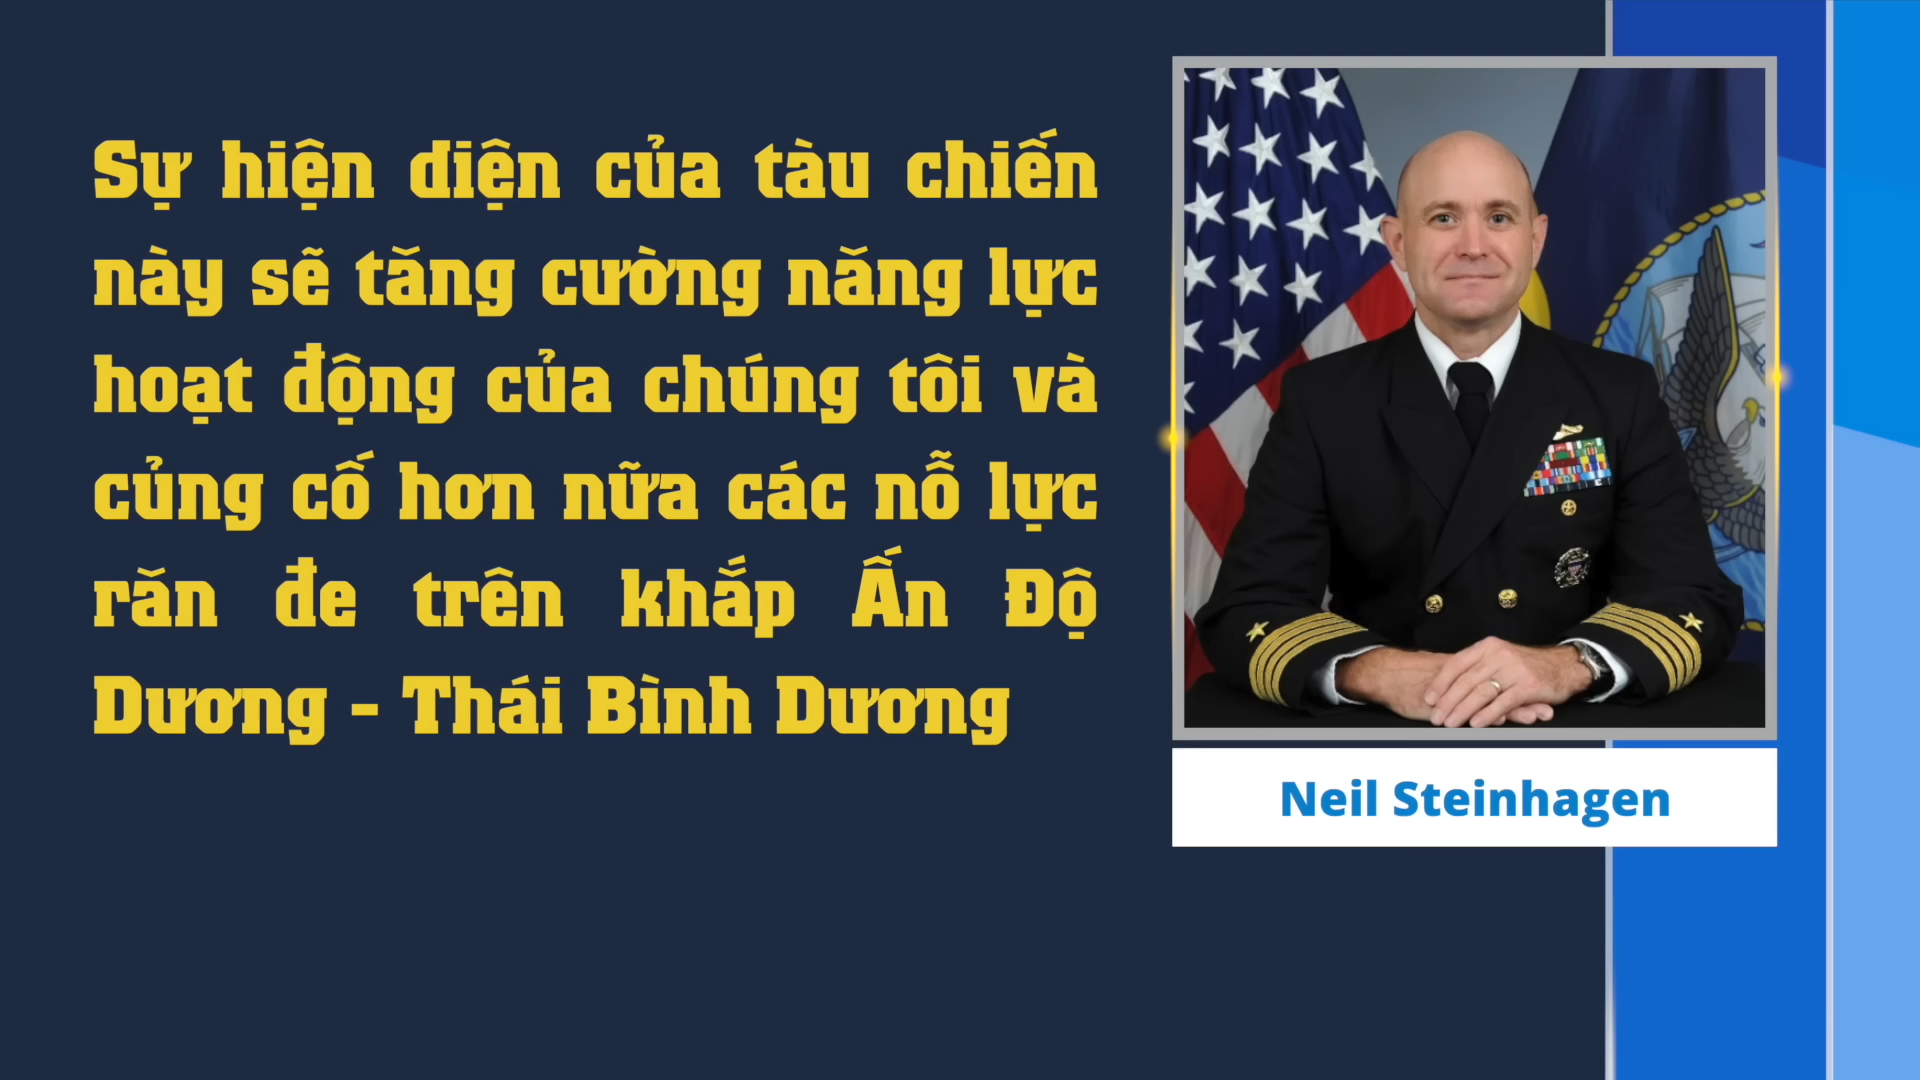 Sự hiện diện của tàu chiến
này sẽ tăng cường năng lực
hoạt động của chúng tôi và
củng cố hơn nữa các nỗ lực
răn đe trên khắp Ấn Độ
Dương - Thái Bình Dương
Neil Steinhagen